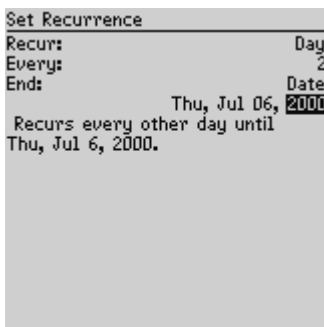 Set Recurrence
Recur: Day
Every: 2
End: Date
Thu, Jul 06, 2000
Recurs every other day until
Thu, Jul 6, 2000.